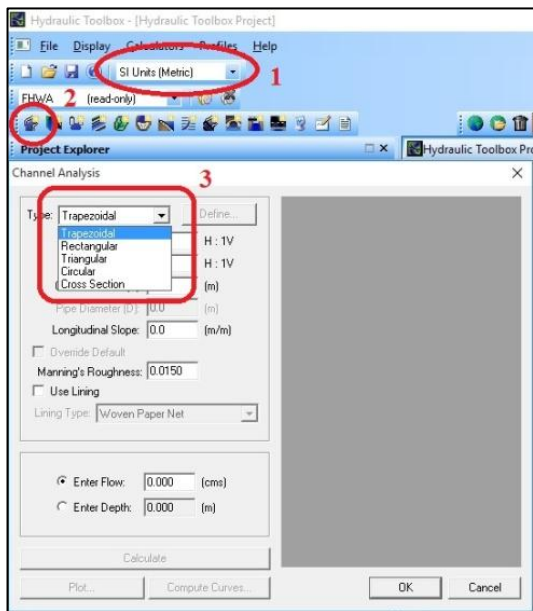 Hydraulic Toolbox - [Hydraulic Toolbox Project]
File Display Calculators Profiles Help
SI Units (Metric) 1
FHWA (read-only)
2
Project Explorer
Hydraulic Toolbox Pro
Channel Analysis
3
Type: Trapezoidal Define...
Trapezoidal
Rectangular H : 1V
Triangular
Circular H : 1V
Cross Section (m)
Pipe Diameter (D): 0.0 (m)
Longitudinal Slope: 0.0 (m/m)
Override Default
Manning's Roughness: 0.0150
Use Lining
Lining Type: Woven Paper Net
Enter Flow: 0.000 (cms)
Enter Depth: 0.000 (m)
Calculate
Plot... Compute Curves... OK Cancel